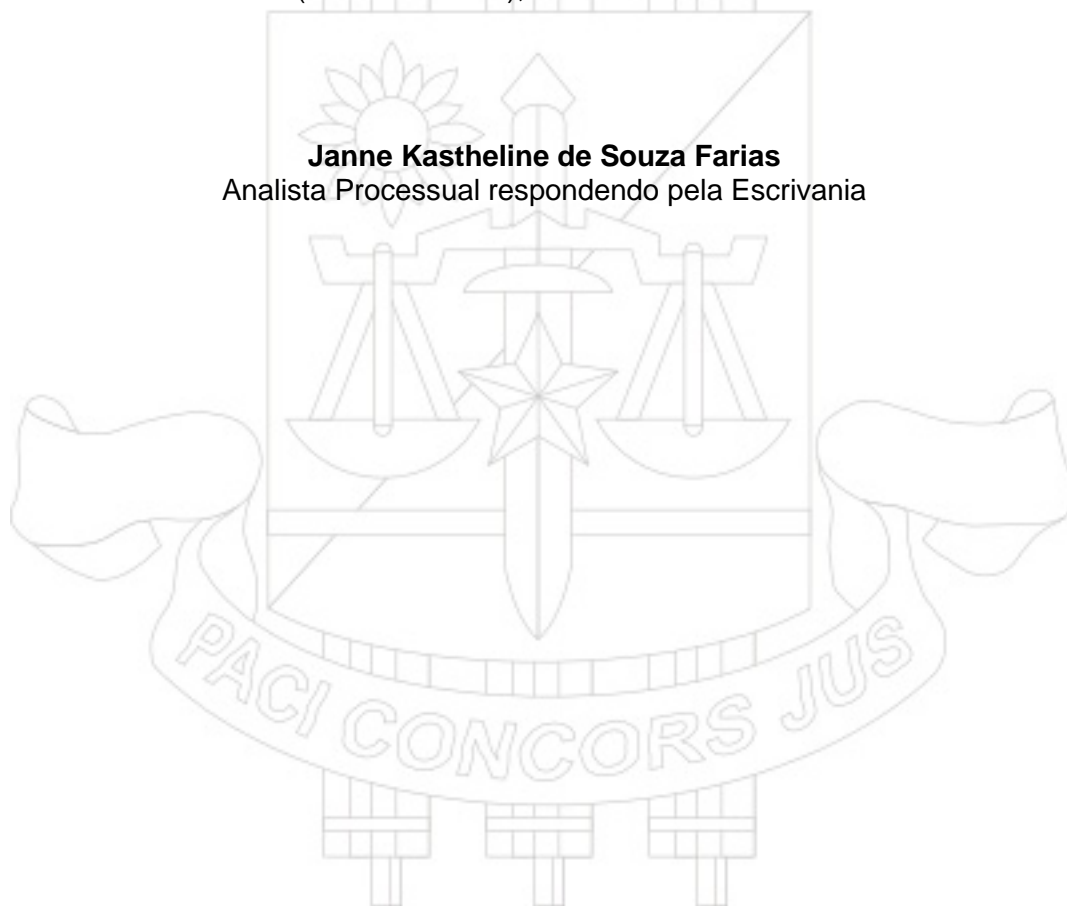 Janne Kastheline de Souza Farias
Analista Processual respondendo pela Escrivania
PACI CONCORS JUS